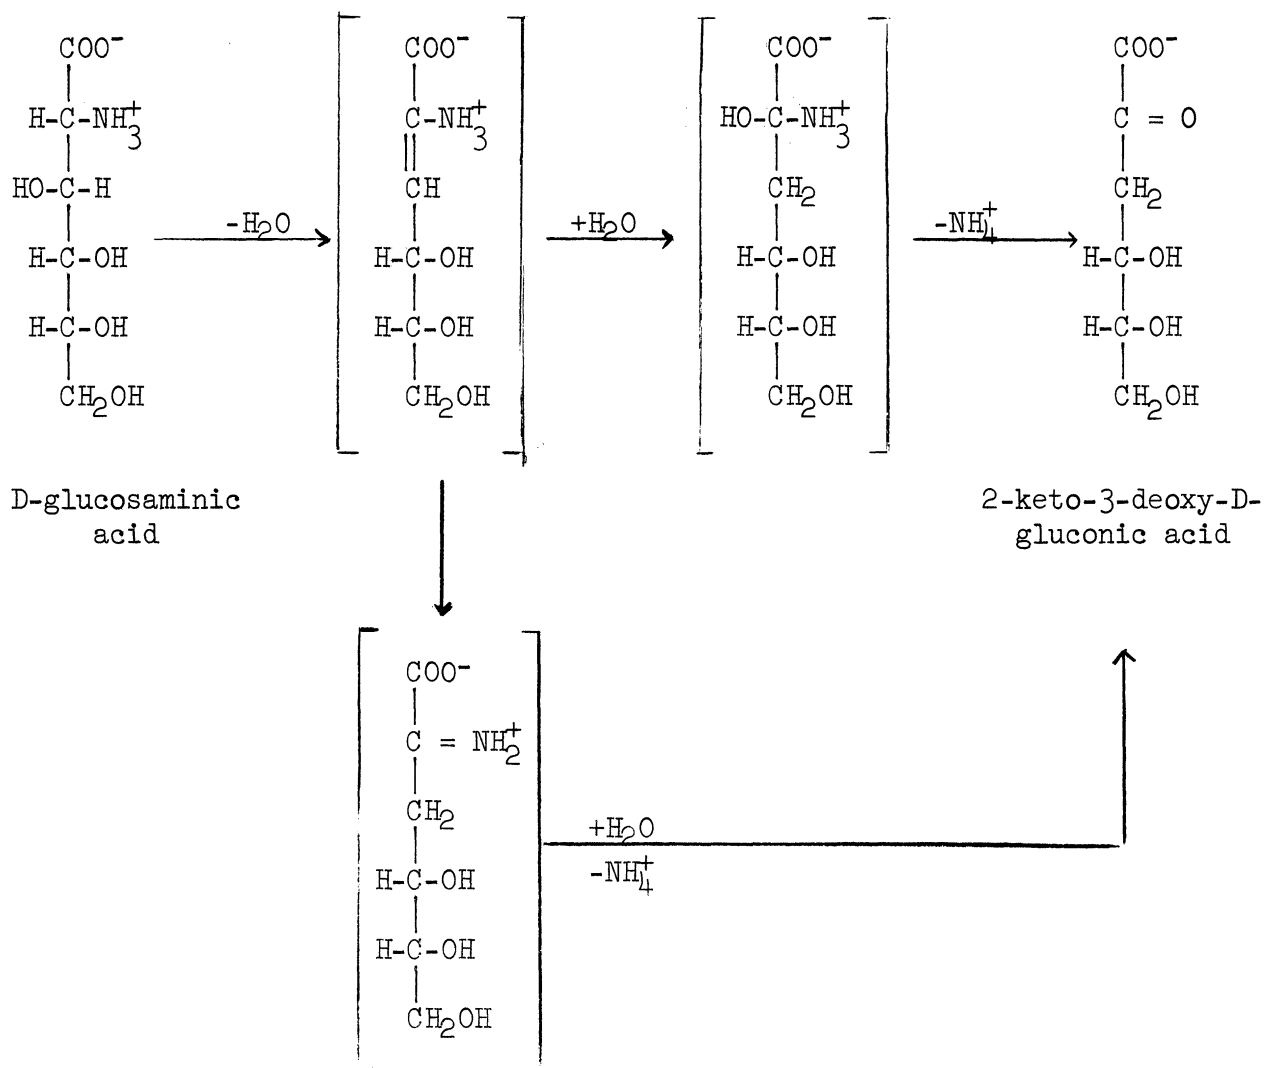 COO⁻
H-C-NH₃⁺
HO-C-H
H-C-OH
H-C-OH
CH₂OH
D-glucosaminic
acid
-H₂O
COO⁻
C-NH₃⁺
CH
H-C-OH
H-C-OH
CH₂OH
+H₂O
COO⁻
HO-C-NH₃⁺
CH₂
H-C-OH
H-C-OH
CH₂OH
-NH₄⁺
COO⁻
C = O
CH₂
H-C-OH
H-C-OH
CH₂OH
2-keto-3-deoxy-D-
gluconic acid
COO⁻
C = NH₂⁺
CH₂
H-C-OH
H-C-OH
CH₂OH
+H₂O
-NH₄⁺